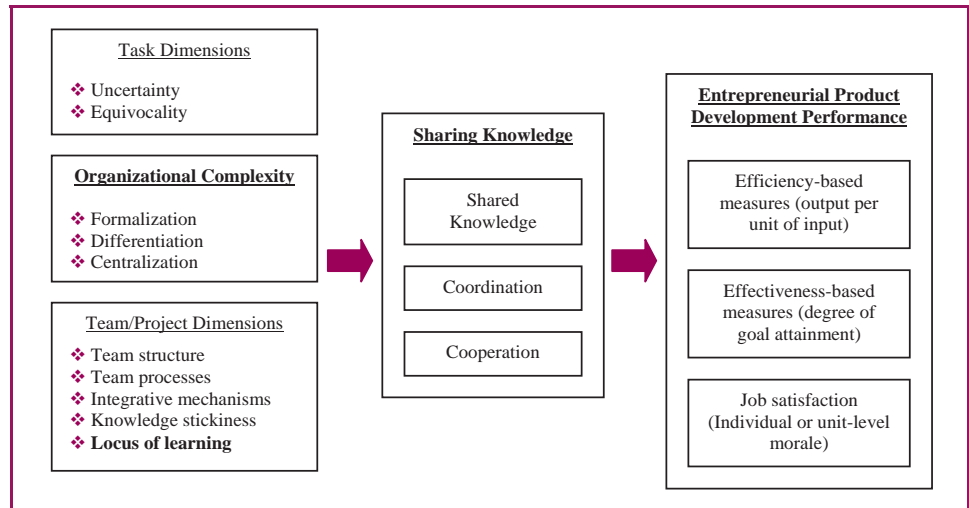 Task Dimensions
❖ Uncertainty
❖ Equivocality
Organizational Complexity
❖ Formalization
❖ Differentiation
❖ Centralization
Team/Project Dimensions
❖ Team structure
❖ Team processes
❖ Integrative mechanisms
❖ Knowledge stickiness
❖ Locus of learning
Sharing Knowledge
Shared
Knowledge
Coordination
Cooperation
Entrepreneurial Product
Development Performance
Efficiency-based
measures (output per
unit of input)
Effectiveness-based
measures (degree of
goal attainment)
Job satisfaction
(Individual or unit-level
morale)